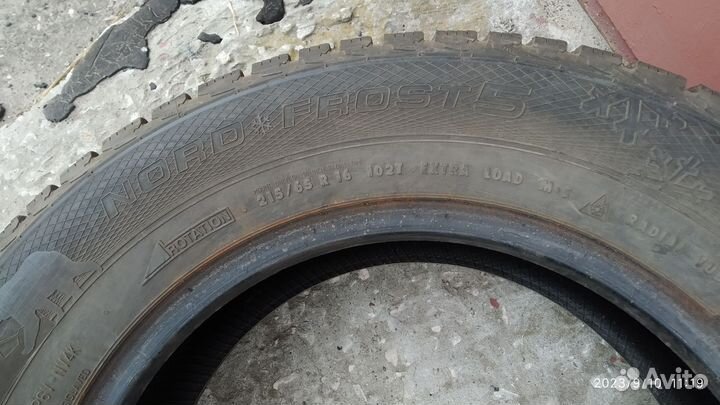 NORD FROST 5
215/65 R 16 102T EXTRA LOAD M+S
ROTATION
2023/9/10 11:19
Avito